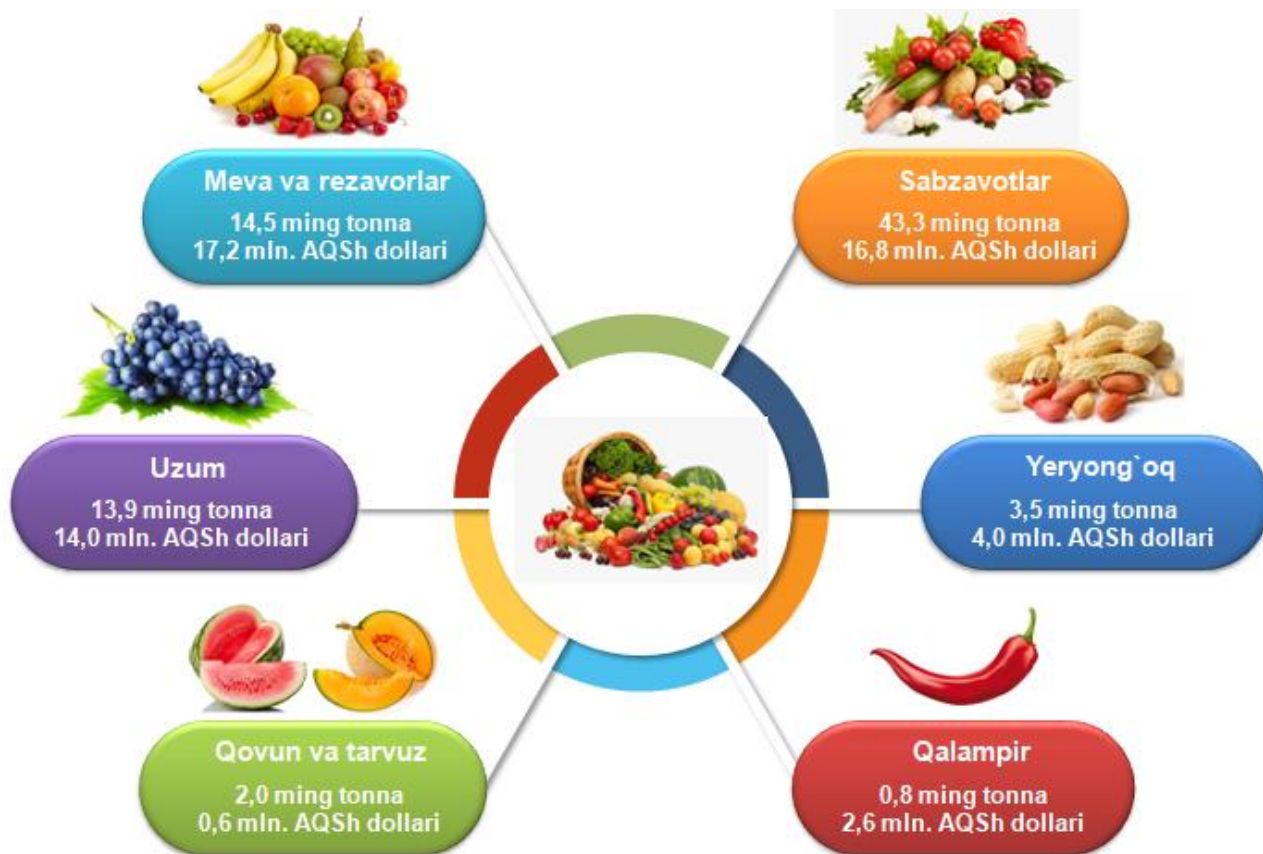 Meva va rezavorlar
14,5 ming tonna
17,2 mln. AQSh dollari
Sabzavotlar
43,3 ming tonna
16,8 mln. AQSh dollari
Uzum
13,9 ming tonna
14,0 mln. AQSh dollari
Yeryong`oq
3,5 ming tonna
4,0 mln. AQSh dollari
Qovun va tarvuz
2,0 ming tonna
0,6 mln. AQSh dollari
Qalampir
0,8 ming tonna
2,6 mln. AQSh dollari